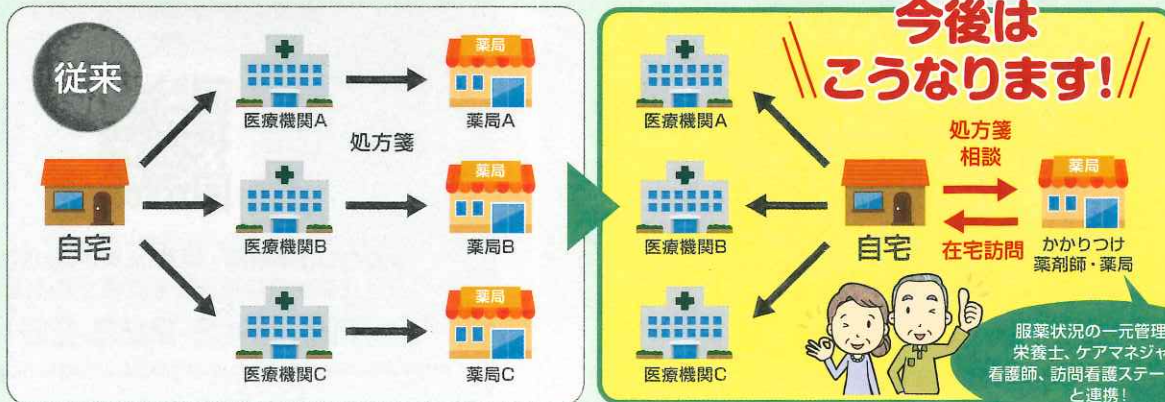 従来
自宅
医療機関A
薬局
薬局A
処方箋
医療機関B
薬局
薬局B
医療機関C
薬局
薬局C
今後は
こうなります!
医療機関A
医療機関B
医療機関C
自宅
処方箋
相談
在宅訪問
薬局
かかりつけ
薬剤師・薬局
服薬状況の一元管理
栄養士、ケアマネジャ
看護師、訪問看護ステー
と連携!